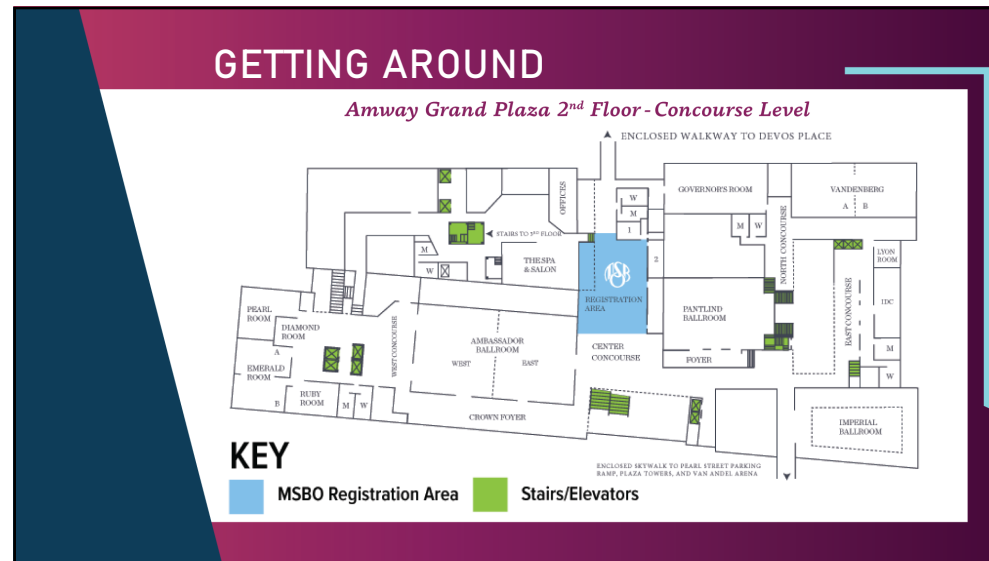 GETTING AROUND
Amway Grand Plaza 2nd Floor - Concourse Level
ENCLOSED WALKWAY TO DEVOS PLACE
OFFICES
W
M
1
2
GOVERNOR'S ROOM
M W
NORTH CONCOURSE
VANDENBERG
A B
STAIRS TO 3RD FLOOR
M
W
THE SPA
& SALON
REGISTRATION
AREA
PANTLIND
BALLROOM
FOYER
EAST CONCOURSE
LYON
ROOM
IDC
M
W
PEARL
ROOM
DIAMOND
ROOM
A
EMERALD
ROOM
B
RUBY
ROOM
M W
WEST CONCOURSE
AMBASSADOR
BALLROOM
WEST EAST
CENTER
CONCOURSE
CROWN FOYER
IMPERIAL
BALLROOM
ENCLOSED SKYWALK TO PEARL STREET PARKING
RAMP, PLAZA TOWERS, AND VAN ANDEL ARENA
KEY
MSBO Registration Area
Stairs/Elevators